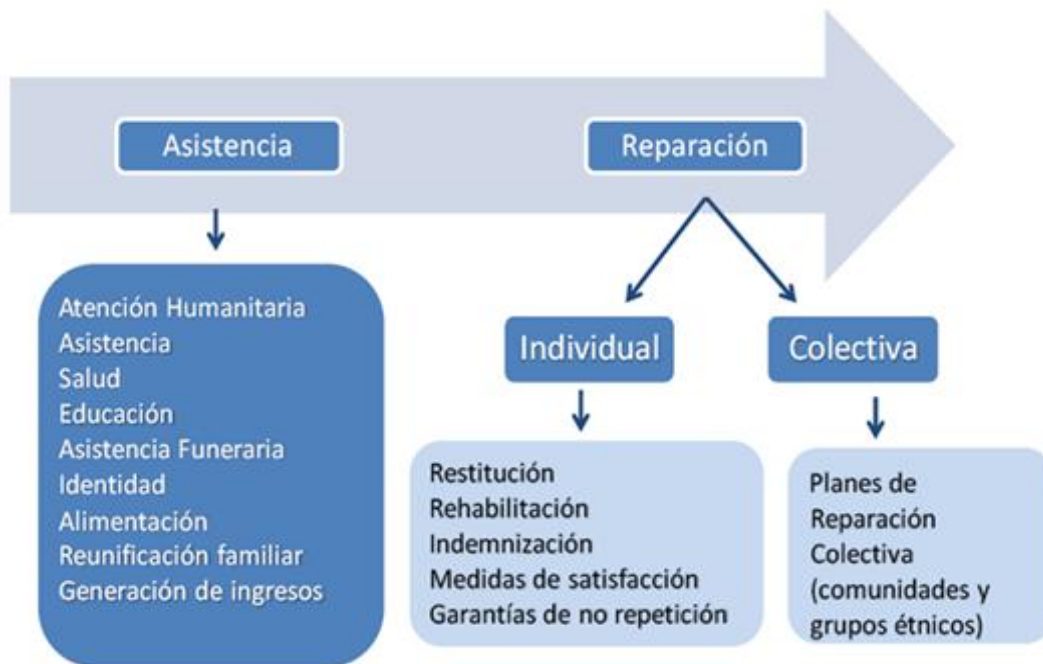 Asistencia
Reparación
Atención Humanitaria
Asistencia
Salud
Educación
Asistencia Funeraria
Identidad
Alimentación
Reunificación familiar
Generación de ingresos
Individual
Restitución
Rehabilitación
Indemnización
Medidas de satisfacción
Garantías de no repetición
Colectiva
Planes de
Reparación
Colectiva
(comunidades y
grupos étnicos)